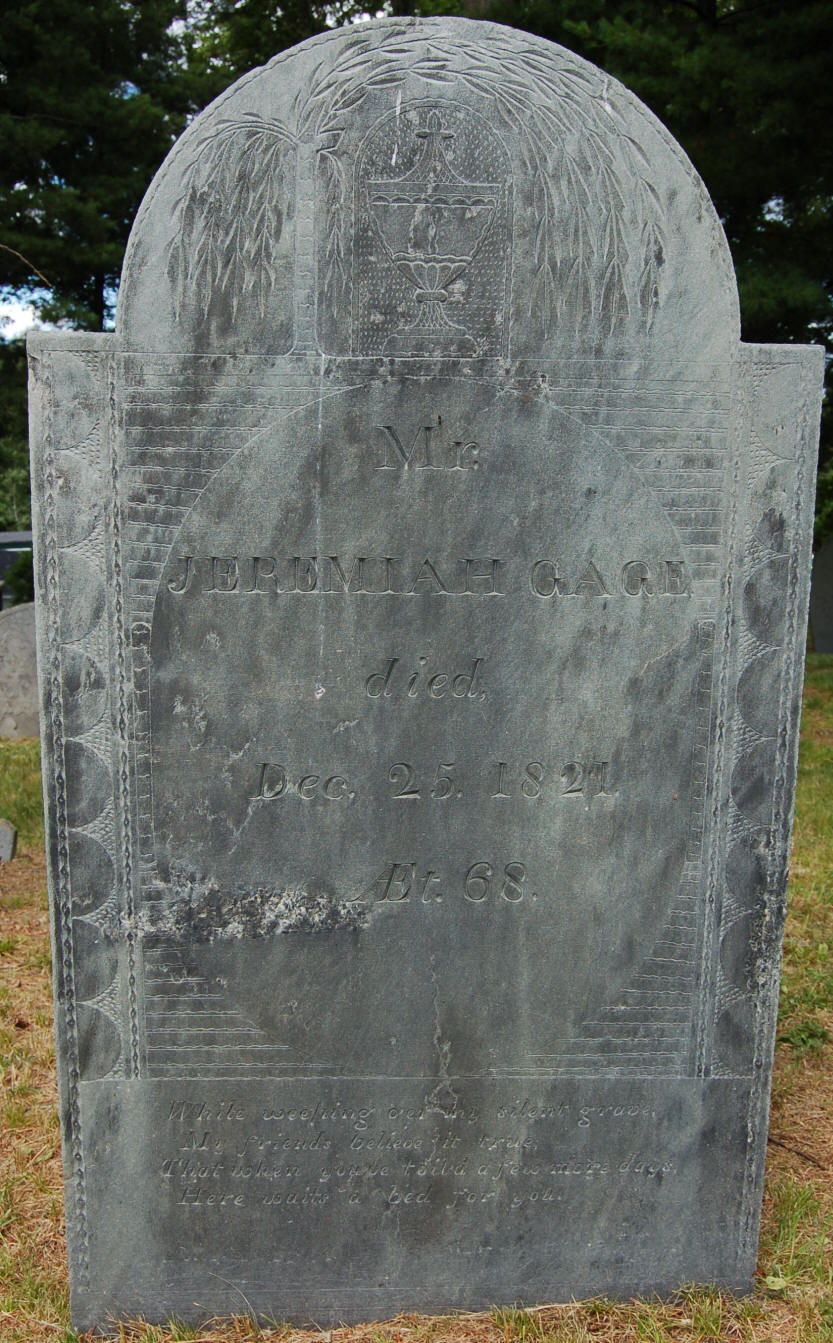 Mr.
JEREMIAH GAGE
died,
Dec. 25. 1821.
Æt. 68.
While weeping o'er my silent grave,
My friends believe it true,
That when you've toil'd a few more days,
Here waits a bed for you.